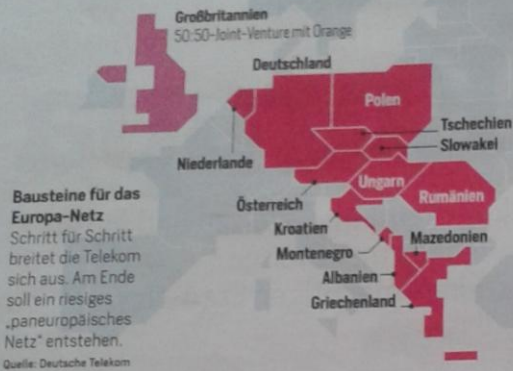 Großbritannien
50:50-Joint-Venture mit Orange
Deutschland
Polen
Tschechien
Slowakei
Niederlande
Ungarn
Rumänien
Österreich
Kroatien
Mazedonien
Montenegro
Albanien
Griechenland
Bausteine für das
Europa-Netz
Schritt für Schritt
breitet die Telekom
sich aus. Am Ende
soll ein riesiges
„paneuropäisches
Netz“ entstehen.
Quelle: Deutsche Telekom